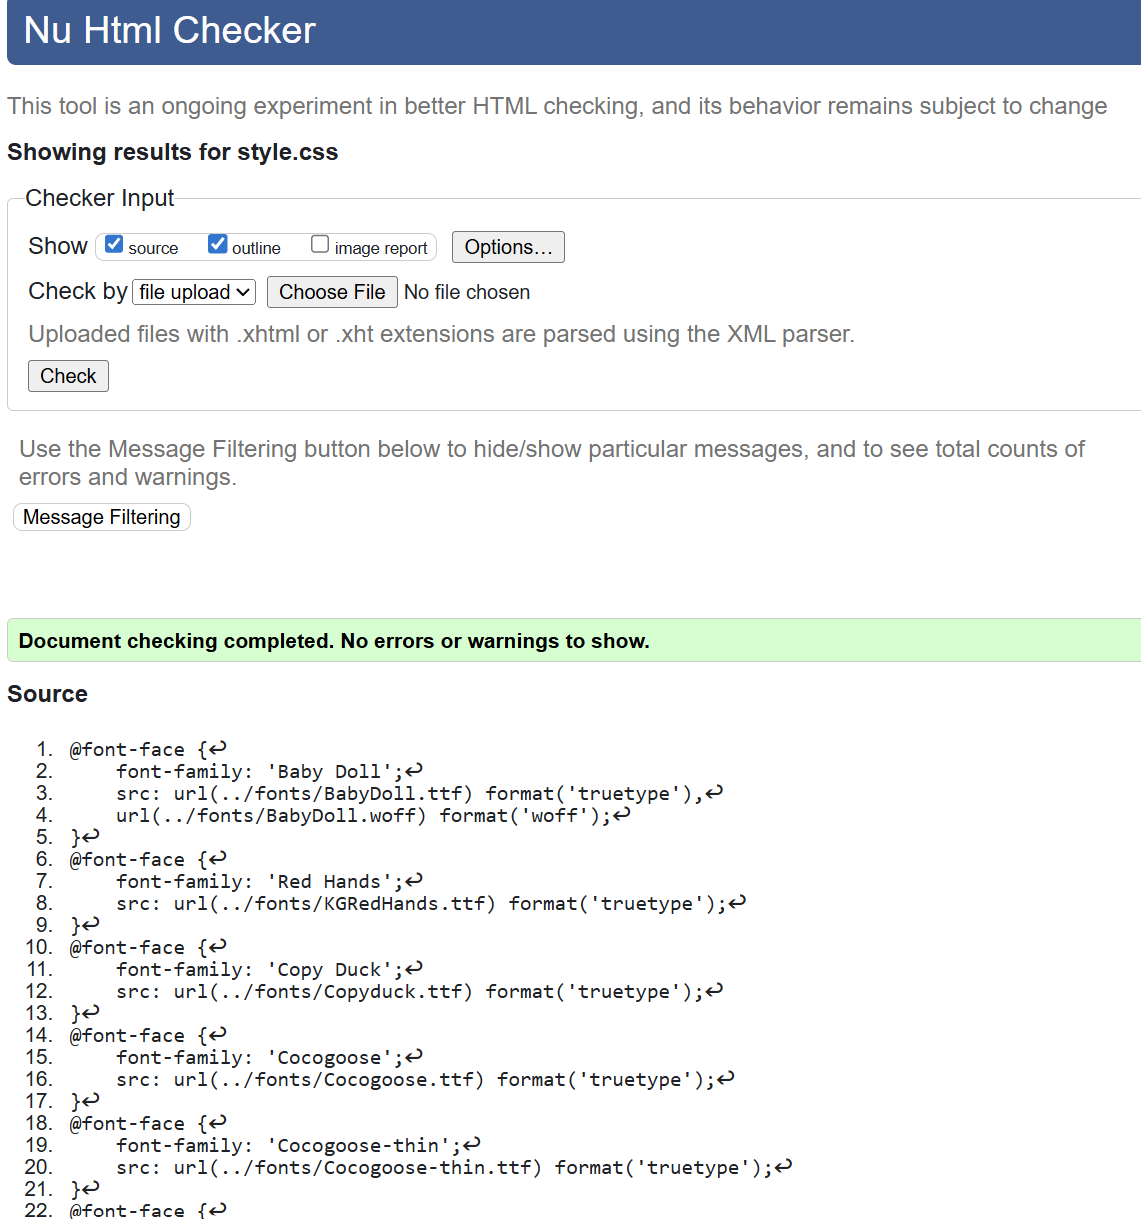 Nu Html Checker
This tool is an ongoing experiment in better HTML checking, and its behavior remains subject to change
Showing results for style.css
Checker Input
Show source outline image report Options...
Check by file upload Choose File No file chosen
Uploaded files with .xhtml or .xht extensions are parsed using the XML parser.
Check
Use the Message Filtering button below to hide/show particular messages, and to see total counts of
errors and warnings.
Message Filtering
Document checking completed. No errors or warnings to show.
Source
1. @font-face {↩
2. font-family: 'Baby Doll';↩
3. src: url(../fonts/BabyDoll.ttf) format('truetype'),↩
4. url(../fonts/BabyDoll.woff) format('woff');↩
5. }↩
6. @font-face {↩
7. font-family: 'Red Hands';↩
8. src: url(../fonts/KGRedHands.ttf) format('truetype');↩
9. }↩
10. @font-face {↩
11. font-family: 'Copy Duck';↩
12. src: url(../fonts/Copyduck.ttf) format('truetype');↩
13. }↩
14. @font-face {↩
15. font-family: 'Cocogoose';↩
16. src: url(../fonts/Cocogoose.ttf) format('truetype');↩
17. }↩
18. @font-face {↩
19. font-family: 'Cocogoose-thin';↩
20. src: url(../fonts/Cocogoose-thin.ttf) format('truetype');↩
21. }↩
22. @font-face {↩